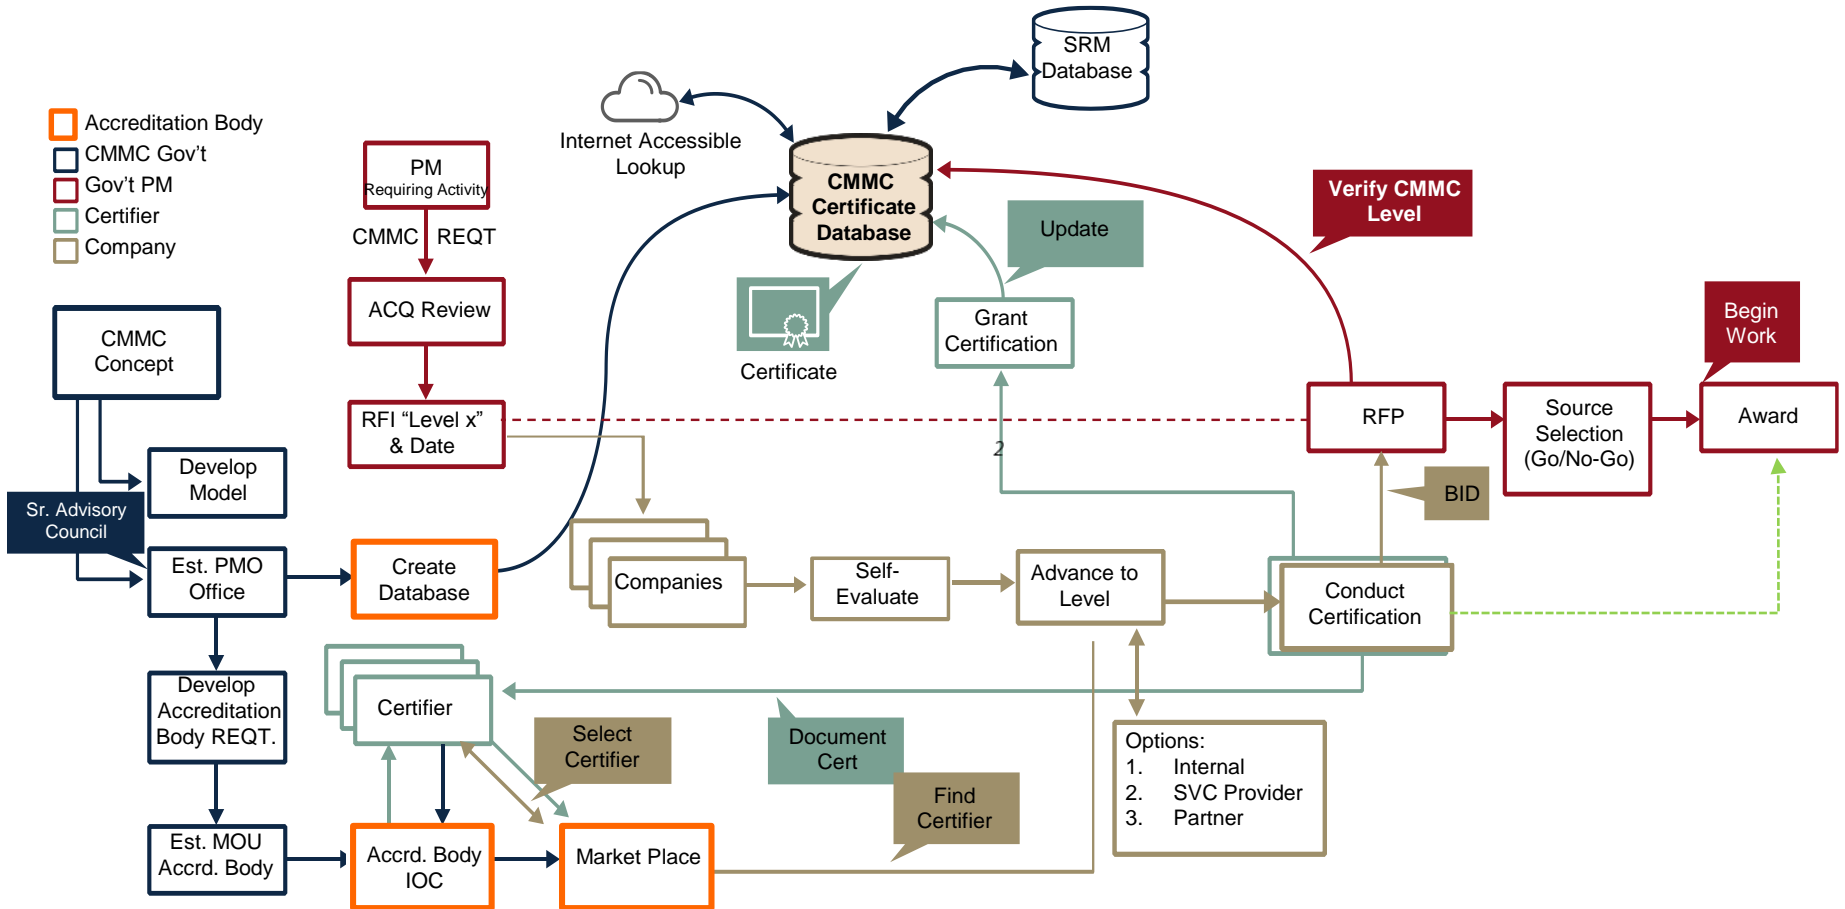 SRM
Database
Accreditation Body
CMMC Gov't
Gov't PM
Certifier
Company
Internet Accessible
Lookup
PM
Requiring Activity
CMMC
REQT
CMMC
Certificate
Database
Verify CMMC
Level
Update
ACQ Review
Grant
Certification
Certificate
Begin
Work
CMMC
Concept
RFI “Level x”
& Date
2
RFP
Source
Selection
(Go/No-Go)
Award
Develop
Model
BID
Sr. Advisory
Council
Est. PMO
Office
Create
Database
Companies
Self-
Evaluate
Advance to
Level
Conduct
Certification
Develop
Accreditation
Body REQT.
Certifier
Select
Certifier
Document
Cert
Options:
1. Internal
2. SVC Provider
3. Partner
Find
Certifier
Est. MOU
Accrd. Body
Accrd. Body
IOC
Market Place